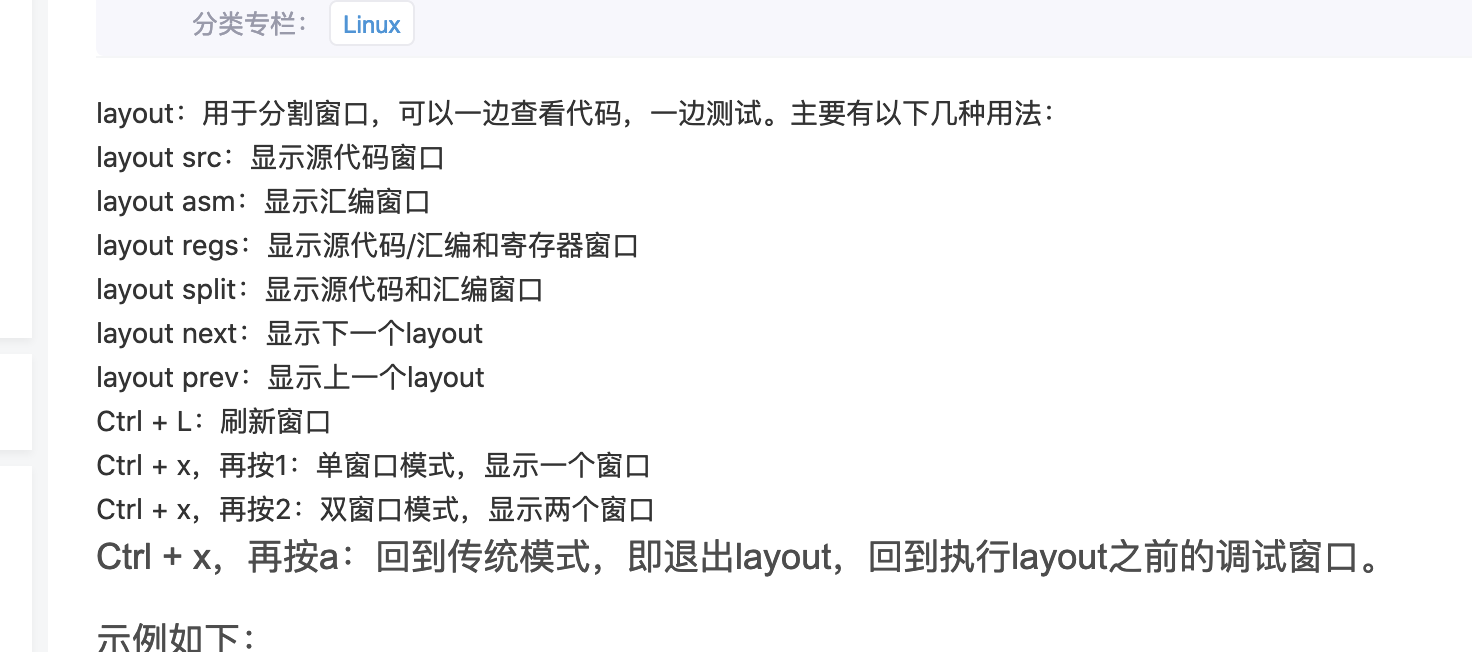 分类专栏： Linux
layout：用于分割窗口，可以一边查看代码，一边测试。主要有以下几种用法：
layout src：显示源代码窗口
layout asm：显示汇编窗口
layout regs：显示源代码/汇编和寄存器窗口
layout split：显示源代码和汇编窗口
layout next：显示下一个layout
layout prev：显示上一个layout
Ctrl + L：刷新窗口
Ctrl + x，再按1：单窗口模式，显示一个窗口
Ctrl + x，再按2：双窗口模式，显示两个窗口
Ctrl + x，再按a：回到传统模式，即退出layout，回到执行layout之前的调试窗口。
示例如下：